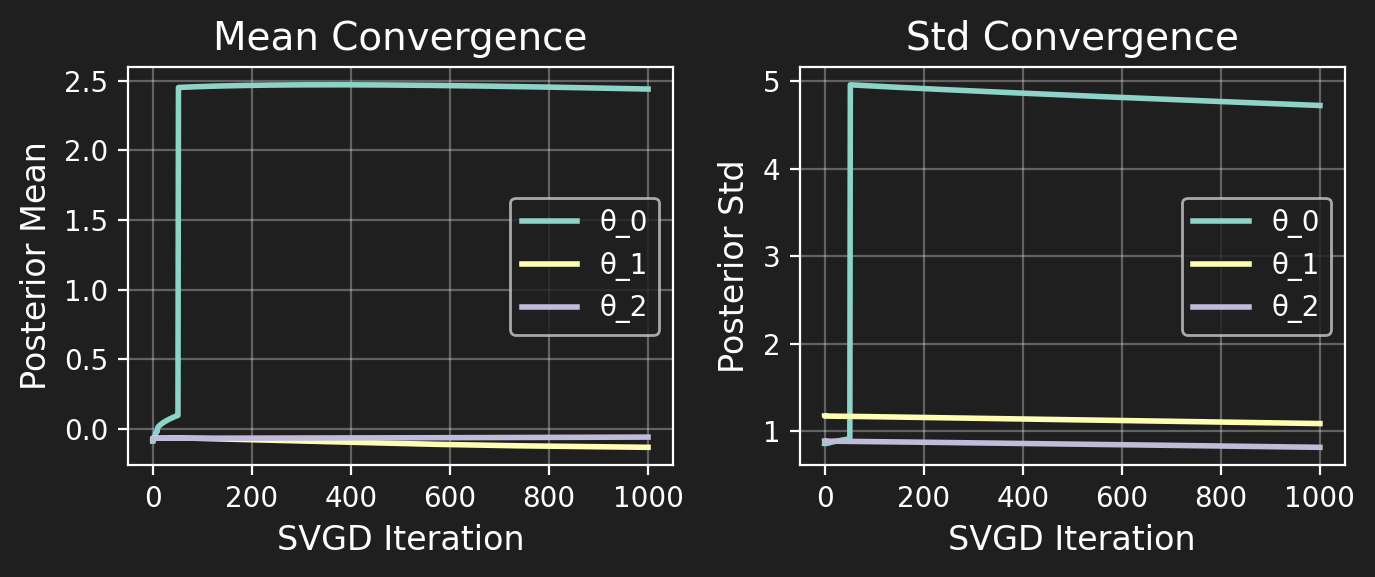 Mean Convergence
Posterior Mean
2.5
2.0
1.5
1.0
0.5
0.0
θ_0
θ_1
θ_2
0 200 400 600 800 1000
SVGD Iteration
Std Convergence
Posterior Std
5
4
3
2
1
θ_0
θ_1
θ_2
0 200 400 600 800 1000
SVGD Iteration